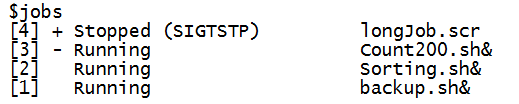 $jobs
[4] + Stopped (SIGTSTP) longJob.scr
[3] - Running Count200.sh&
[2] Running Sorting.sh&
[1] Running backup.sh&